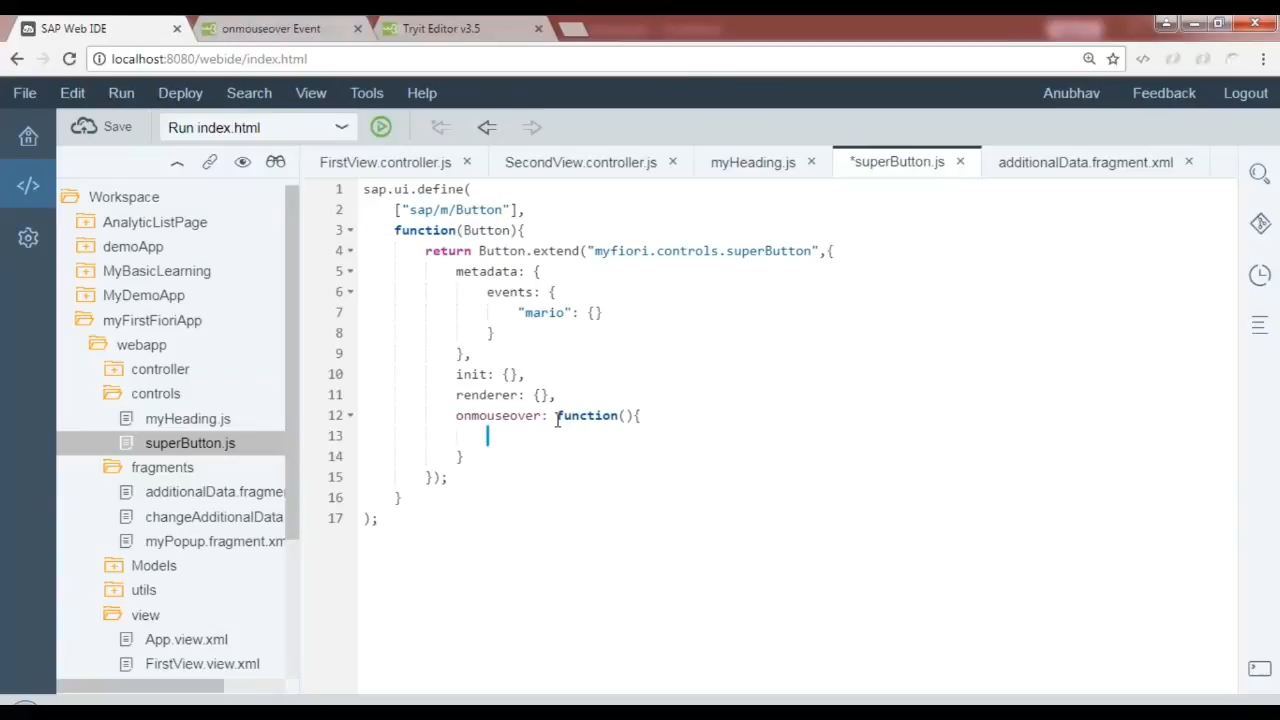 SAP Web IDE
onmouseover Event
Tryit Editor v3.5
localhost:8080/webide/index.html
File Edit Run Deploy Search View Tools Help Anubhav Feedback Logout
Save Run index.html
FirstView.controller.js SecondView.controller.js myHeading.js *superButton.js additionalData.fragment.xml
Workspace
AnalyticListPage
demoApp
MyBasicLearning
MyDemoApp
myFirstFioriApp
webapp
controller
controls
myHeading.js
superButton.js
fragments
additionalData.fragme
changeAdditionalData
myPopup.fragment.xm
Models
utils
view
App.view.xml
FirstView.view.xml
1 sap.ui.define(
2 ["sap/m/Button"],
3 function(Button){
4 return Button.extend("myfiori.controls.superButton",{
5 metadata: {
6 events: {
7 "mario": {}
8 }
9 },
10 init: {},
11 renderer: {},
12 onmouseover: function(){
13
14 }
15 });
16 }
17 );